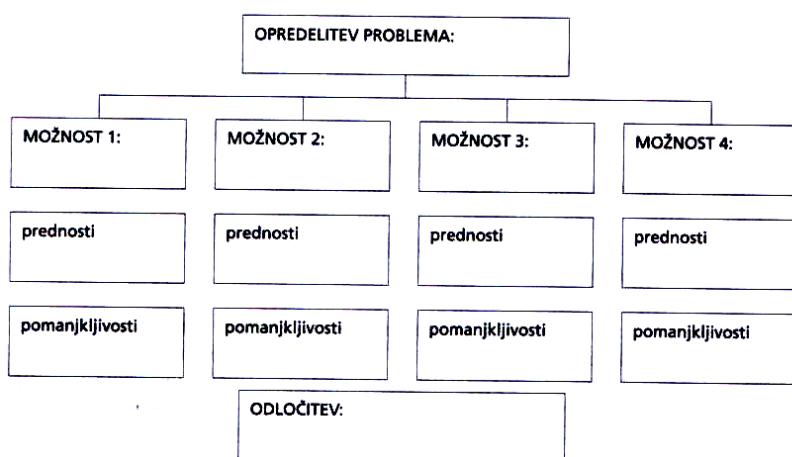 OPREDELITEV PROBLEMA:
MOŽNOST 1:
MOŽNOST 2:
MOŽNOST 3:
MOŽNOST 4:
prednosti
prednosti
prednosti
prednosti
pomanjkljivosti
pomanjkljivosti
pomanjkljivosti
pomanjkljivosti
ODLOČITEV: